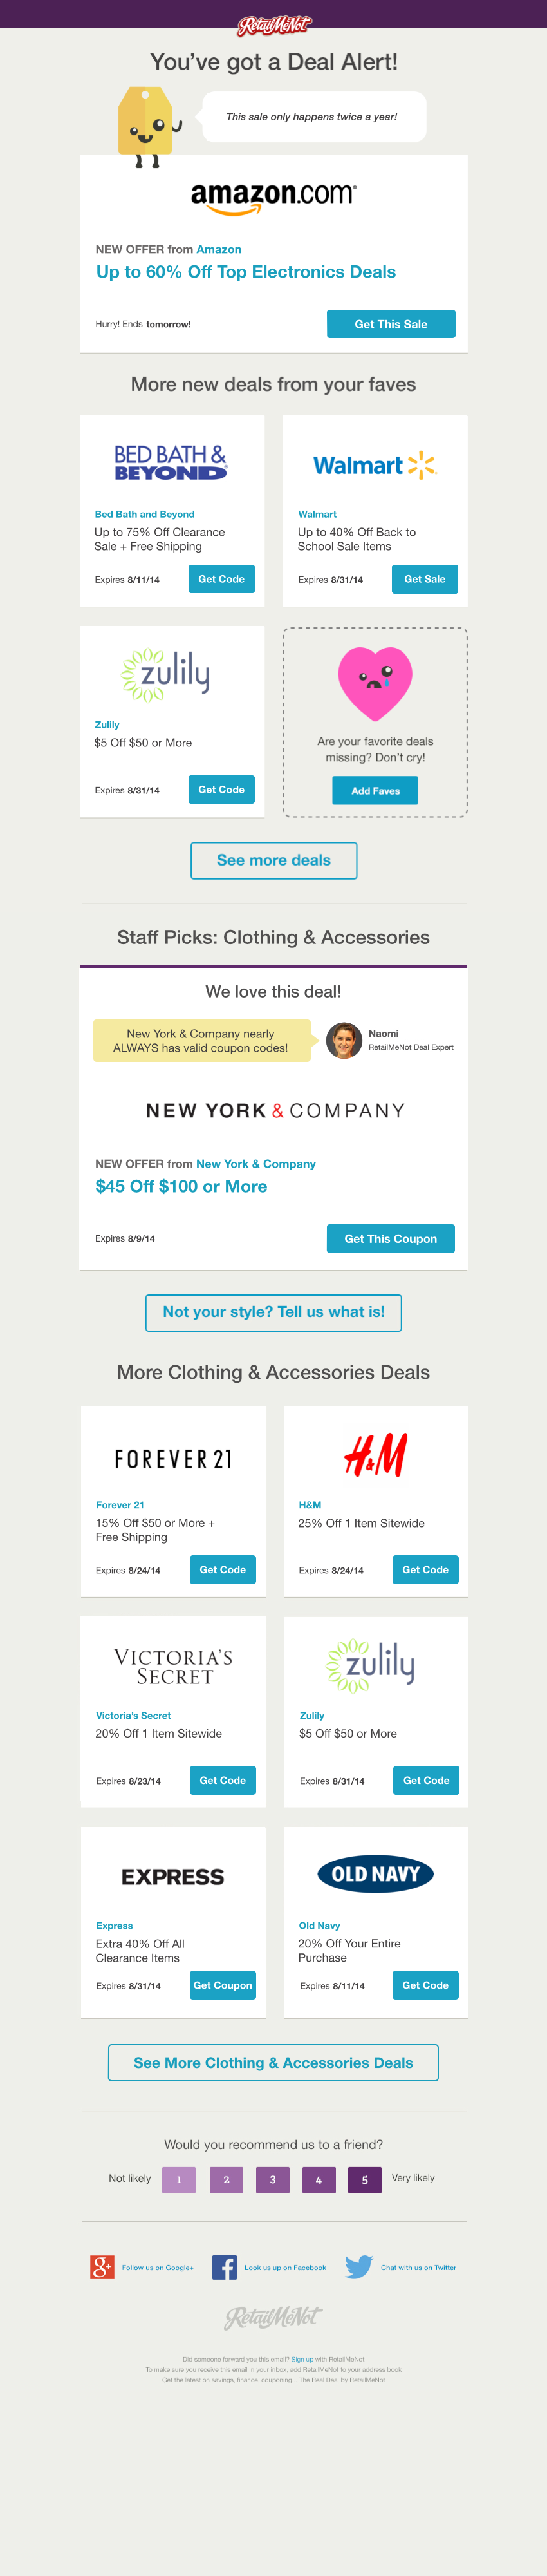 RetailMeNot
You've got a Deal Alert!
This sale only happens twice a year!
amazon.com®
NEW OFFER from Amazon
Up to 60% Off Top Electronics Deals
Hurry! Ends tomorrow!
Get This Sale
More new deals from your faves
BED BATH &
BEYOND®
Bed Bath and Beyond
Up to 75% Off Clearance
Sale + Free Shipping
Expires 8/11/14
Get Code
Walmart
Walmart
Up to 40% Off Back to
School Sale Items
Expires 8/31/14
Get Sale
zulily
Zulily
$5 Off $50 or More
Expires 8/31/14
Get Code
Are your favorite deals
missing? Don't cry!
Add Faves
See more deals
Staff Picks: Clothing & Accessories
We love this deal!
New York & Company nearly
ALWAYS has valid coupon codes!
Naomi
RetailMeNot Deal Expert
NEW YORK & COMPANY
NEW OFFER from New York & Company
$45 Off $100 or More
Expires 8/9/14
Get This Coupon
Not your style? Tell us what is!
More Clothing & Accessories Deals
FOREVER 21
Forever 21
15% Off $50 or More +
Free Shipping
Expires 8/24/14
Get Code
H&M
H&M
25% Off 1 Item Sitewide
Expires 8/24/14
Get Code
VICTORIA'S
SECRET
Victoria's Secret
20% Off 1 Item Sitewide
Expires 8/23/14
Get Code
zulily
Zulily
$5 Off $50 or More
Expires 8/31/14
Get Code
EXPRESS
Express
Extra 40% Off All
Clearance Items
Expires 8/31/14
Get Coupon
OLD NAVY
Old Navy
20% Off Your Entire
Purchase
Expires 8/11/14
Get Code
See More Clothing & Accessories Deals
Would you recommend us to a friend?
Not likely 1 2 3 4 5 Very likely
g+ Follow us on Google+
f Look us up on Facebook
Chat with us on Twitter
RetailMeNot
Did someone forward you this email? Sign up with RetailMeNot
To make sure you receive this email in your inbox, add RetailMeNot to your address book
Get the latest on savings, finance, couponing... The Real Deal by RetailMeNot